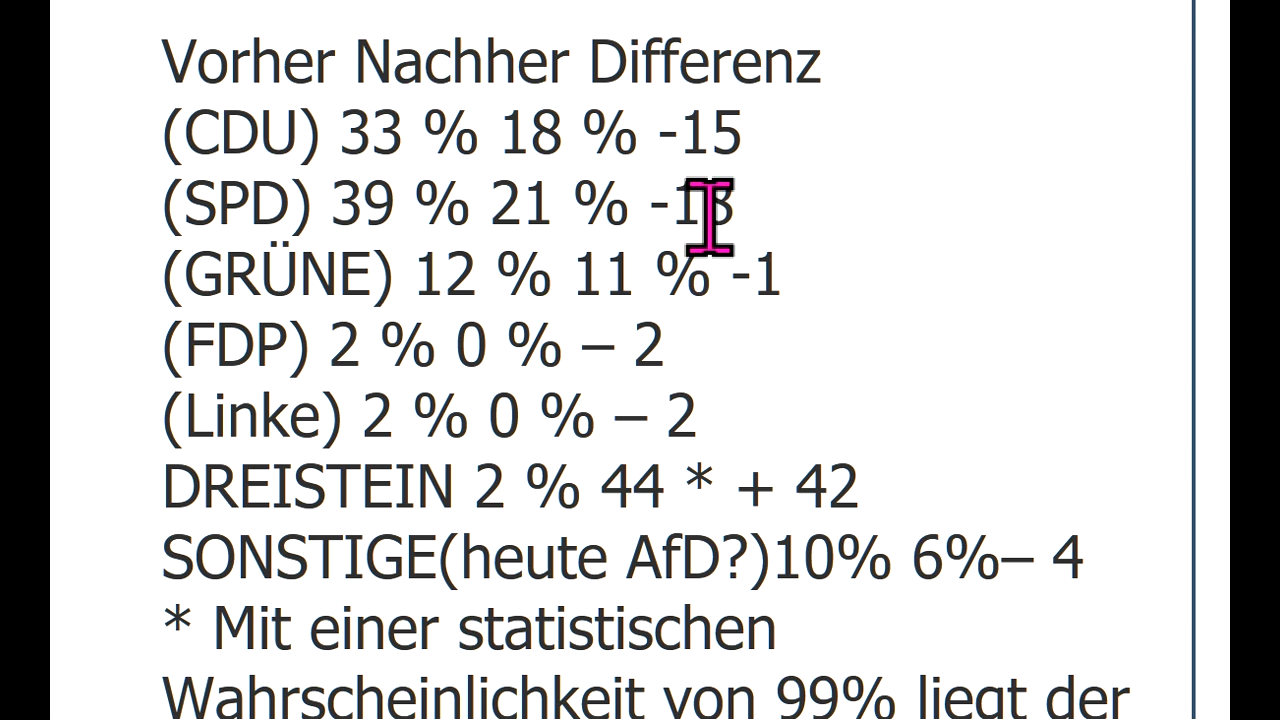 Vorher Nachher Differenz
(CDU) 33 % 18 % -15
(SPD) 39 % 21 % -18
(GRÜNE) 12 % 11 % -1
(FDP) 2 % 0 % – 2
(Linke) 2 % 0 % – 2
DREISTEIN 2 % 44 * + 42
SONSTIGE(heute AfD?)10% 6%– 4
* Mit einer statistischen
Wahrscheinlichkeit von 99% liegt der